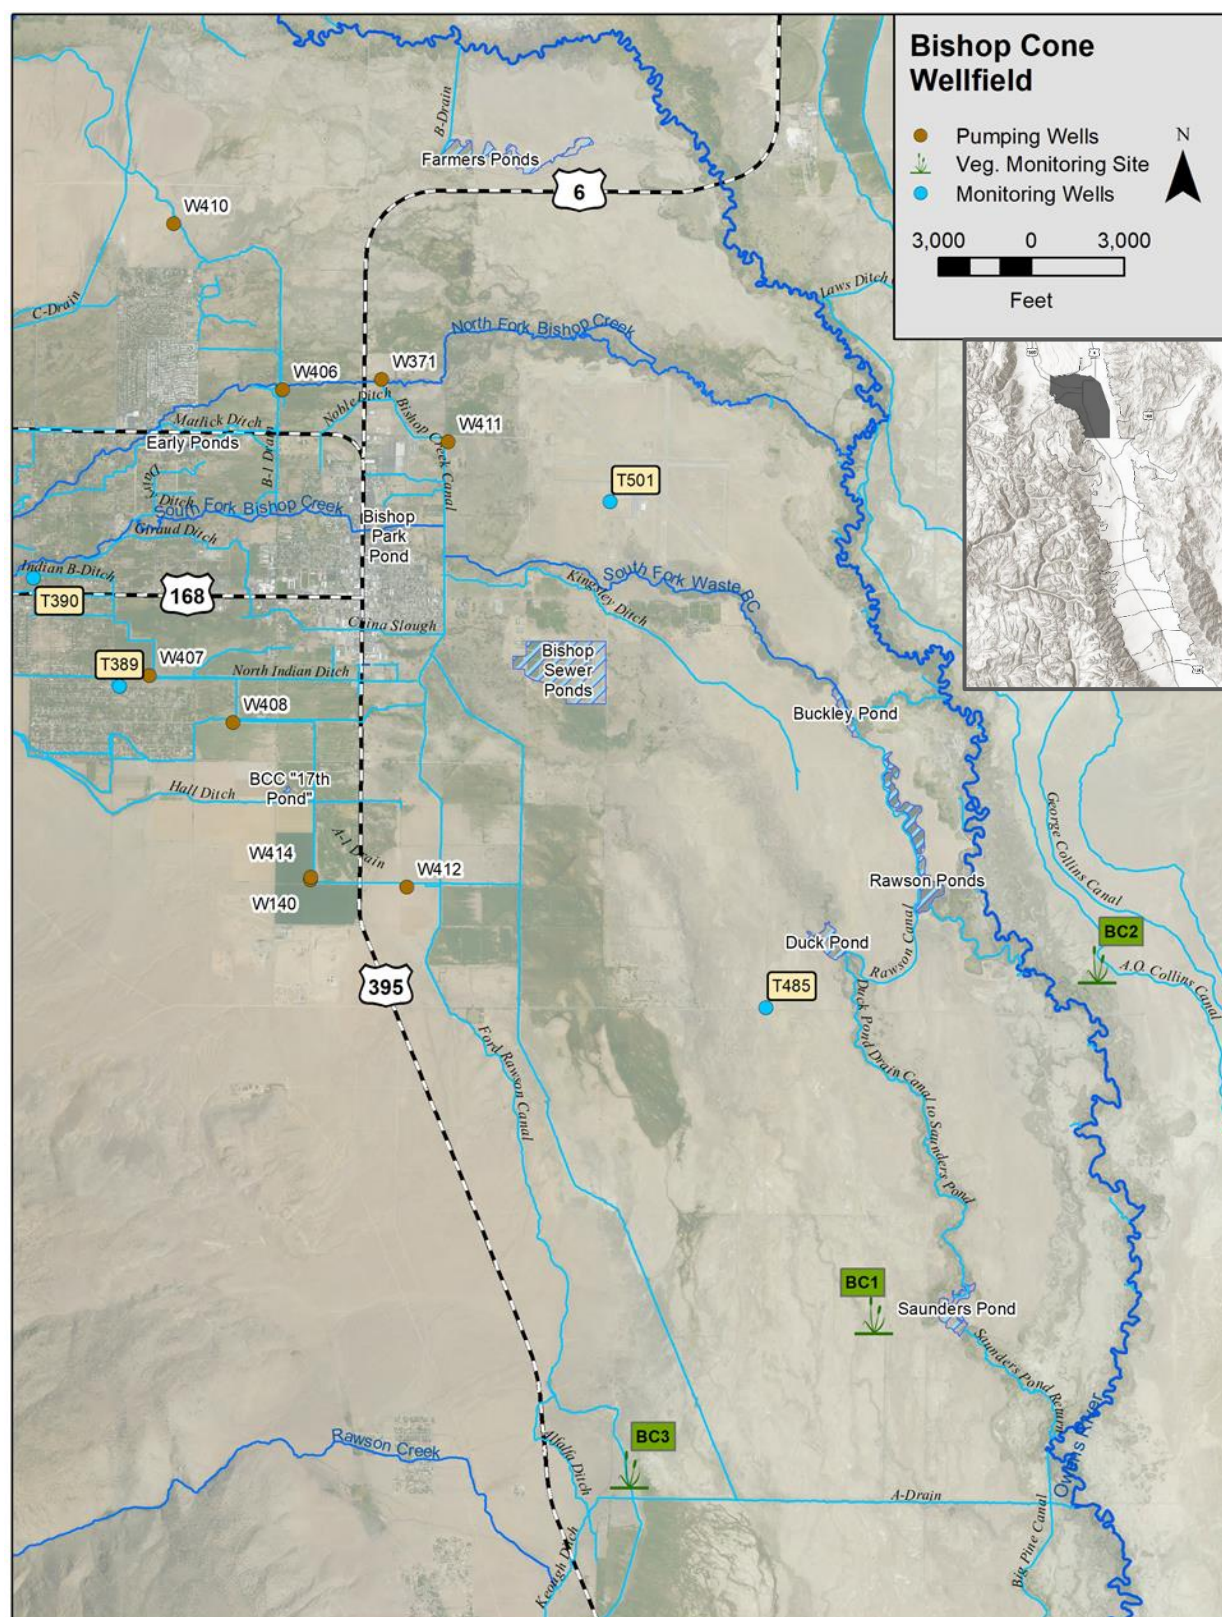 Bishop Cone
Wellfield
Pumping Wells
Veg. Monitoring Site
Monitoring Wells
N
3,000 0 3,000
Feet
B-Drain
Farmers Ponds
6
W410
C-Drain
Laws Ditch
North Fork Bishop Creek
W371
W406
Noble Ditch
Bishop Creek Canal
Matlick Ditch
W411
Early Ponds
B-1 Drain
T501
Ditch
South Fork Bishop Creek
Giraud Ditch
Bishop
Park
Pond
Indian B-Ditch
South Fork Waste BC
Kingsley Ditch
168
T390
China Slough
T389
W407
North Indian Ditch
Bishop
Sewer
Ponds
W408
Buckley Pond
BCC "17th
Pond"
Hall Ditch
George Collins Canal
A-1 Drain
W414
W412
W140
Rawson Ponds
Rawson Canal
Duck Pond
BC2
A.O. Collins Canal
395
T485
Duck Pond Drain Canal to Saunders Pond
Ford Rawson Canal
BC1
Saunders Pond
Saunders Pond Return
Owens River
Rawson Creek
BC3
Alfalfa Ditch
A-Drain
Keough Ditch
Big Pine Canal